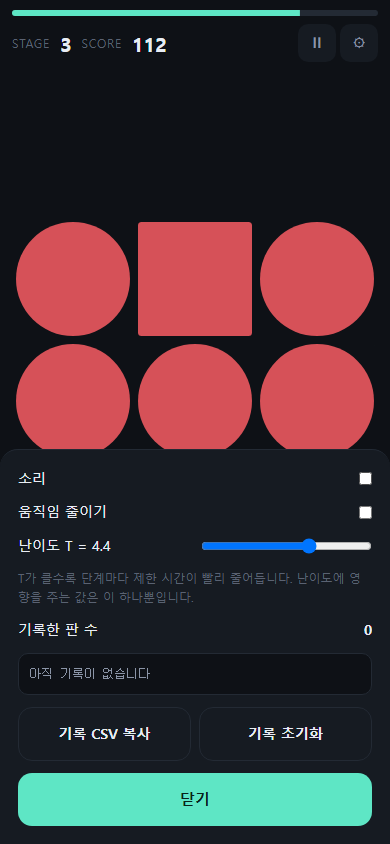 STAGE 3 SCORE 112
소리
움직임 줄이기
난이도 T = 4.4
T가 클수록 단계마다 제한 시간이 빨리 줄어듭니다. 난이도에 영
향을 주는 값은 이 하나뿐입니다.
기록한 판 수 0
아직 기록이 없습니다
기록 CSV 복사 기록 초기화
닫기